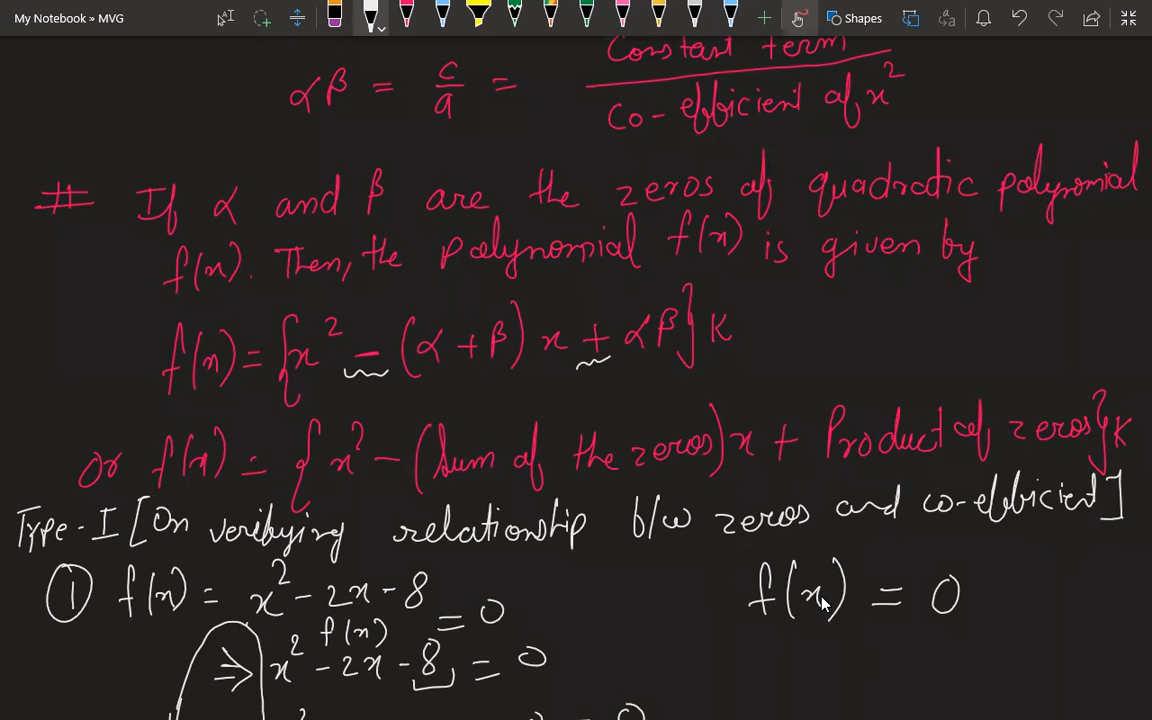 My Notebook » MVG
Shapes
αβ = c/a = Constant term / Co-efficient of x²
# If α and β are the zeros of quadratic polynomial
f(x). Then, the polynomial f(x) is given by
f(x) = {x² - (α + β) x + αβ} K
Or f(x) = {x² - (Sum of the zeros) x + Product of zeros} K
Type - I [On verifying relationship b/w zeros and co-efficient]
① f(x) = x² - 2x - 8
f(x) = 0
f(x) = 0
⇒ x² - 2x - 8 = 0